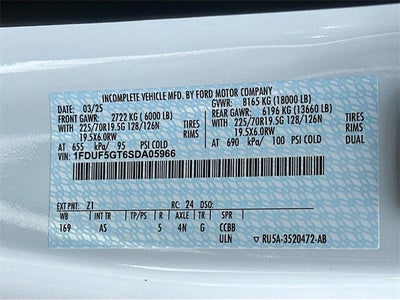 INCOMPLETE VEHICLE MFD. BY FORD MOTOR COMPANY
03/25 GVWR: 8165 KG (18000 LB)
FRONT GAWR: 2722 KG ( 6000 LB) REAR GAWR: 6196 KG (13660 LB)
WITH WITH
225/70R19.5G 128/126N TIRES 225/70R19.5G 128/126N TIRES
19.5X6.0RW RIMS 19.5X6.0RW RIMS
AT 655 kPa/ 95 PSI COLD AT 690 kPa/ 100 PSI COLD DUAL
1FDUF5GT6SDA05966
EXT PNT: Z1 RC: 24 DSO:
WB INT TR TP/PS R AXLE TR SPR
169 AS 5 4N G CCBB
ULN RU5A-3520472-AB